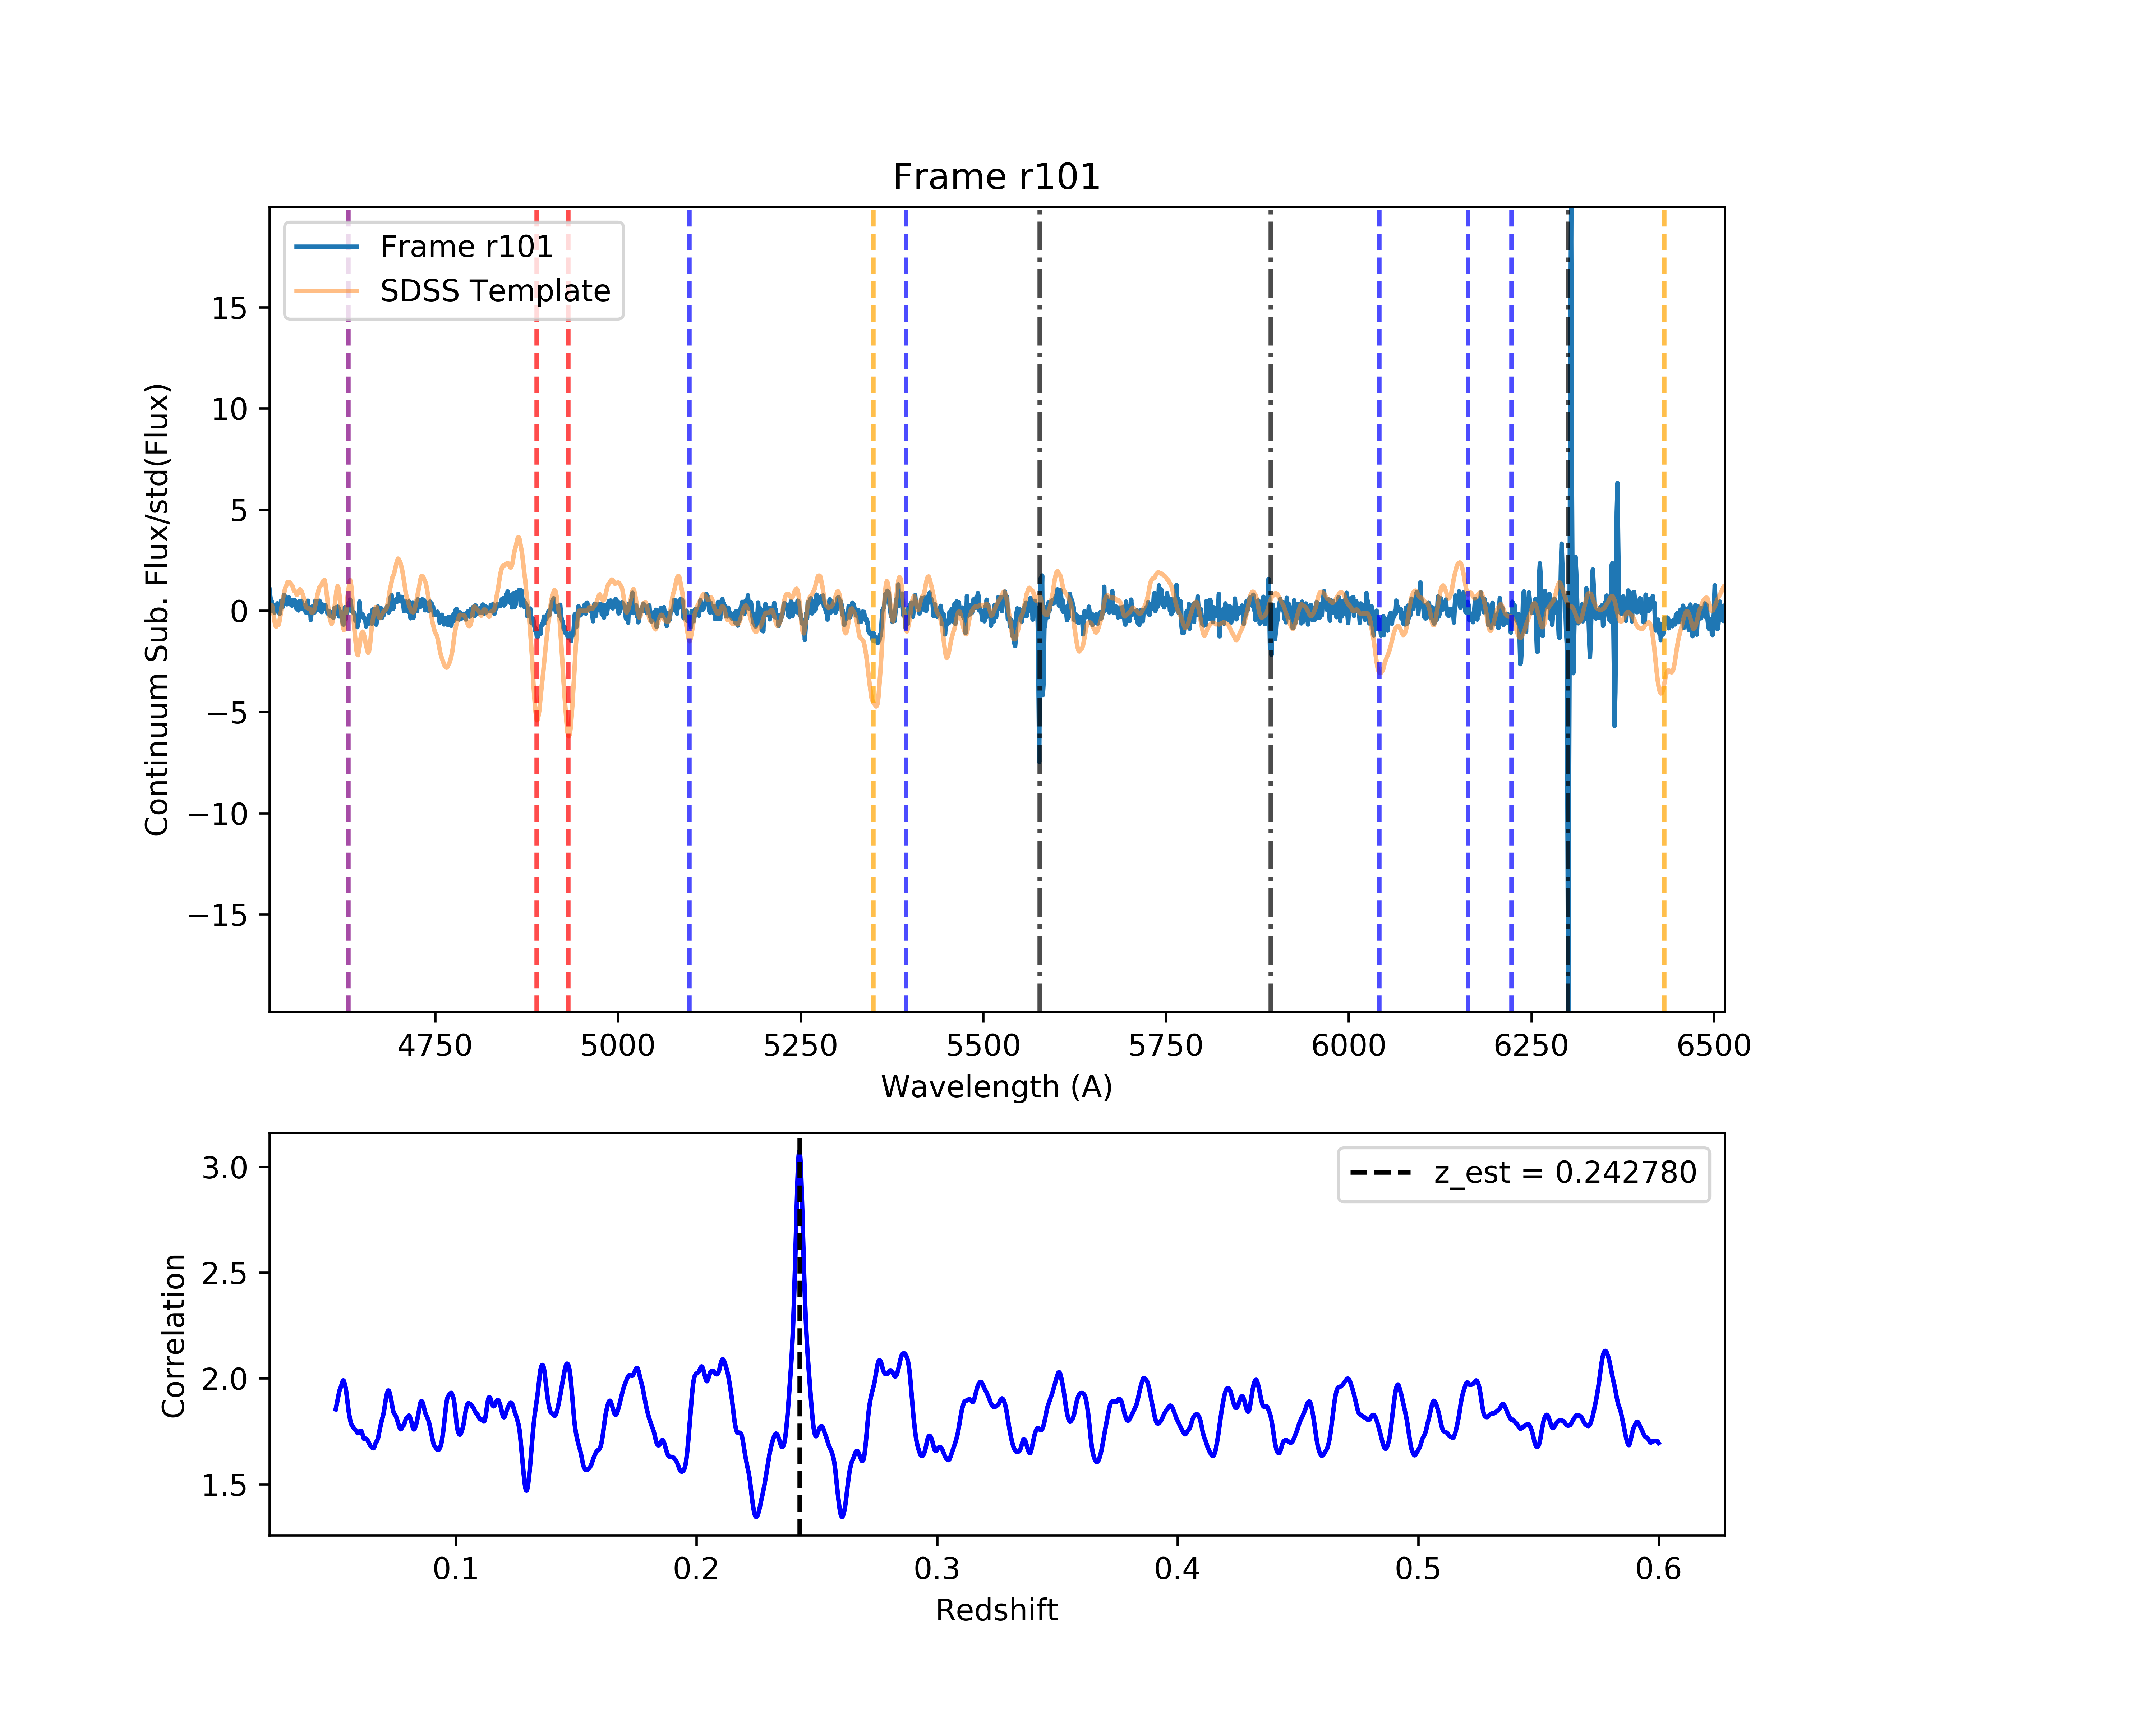 Frame r101
Frame r101
SDSS Template
15
10
5
0
−5
−10
−15
Continuum Sub. Flux/std(Flux)
4750 5000 5250 5500 5750 6000 6250 6500
Wavelength (A)
z_est = 0.242780
3.0
2.5
2.0
1.5
Correlation
0.1 0.2 0.3 0.4 0.5 0.6
Redshift